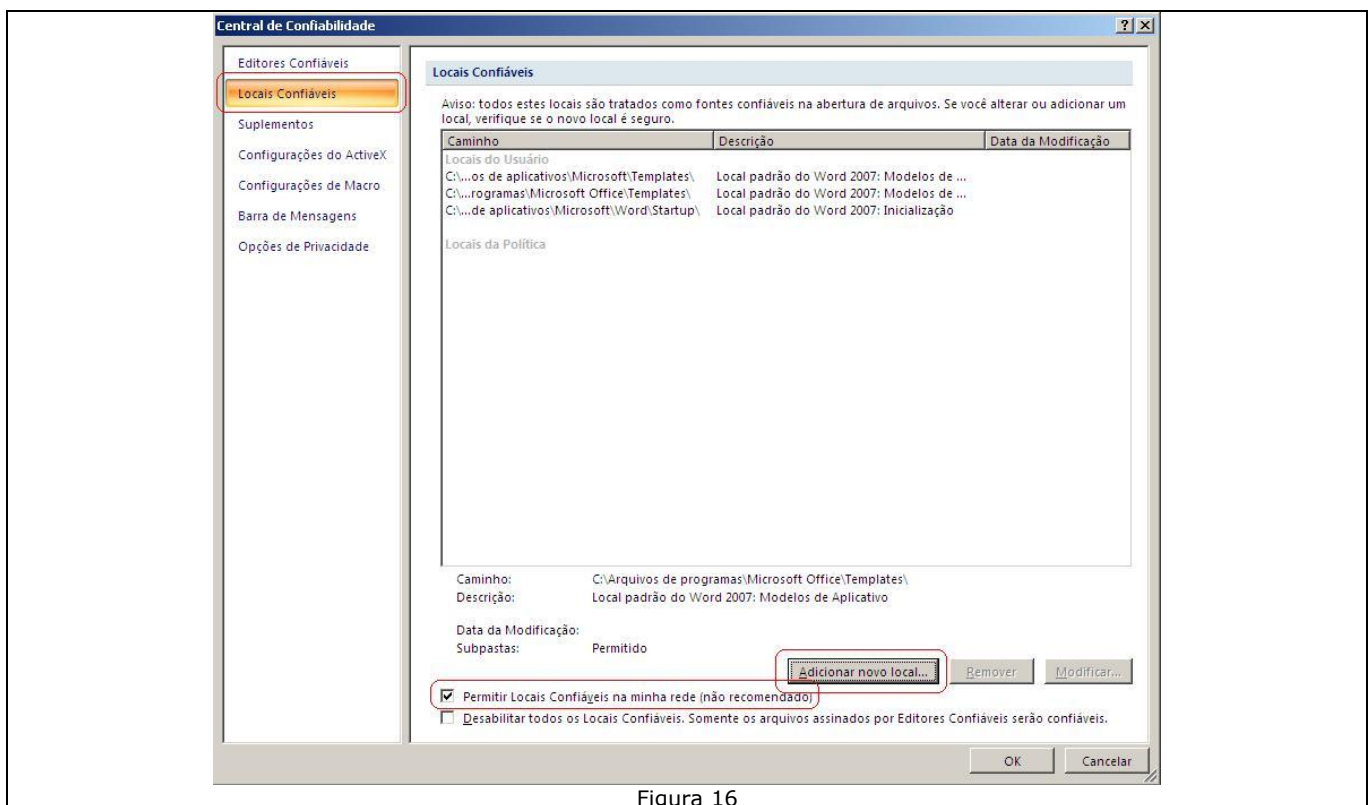 Central de Confiabilidade
Editores Confiáveis
Locais Confiáveis
Suplementos
Configurações do ActiveX
Configurações de Macro
Barra de Mensagens
Opções de Privacidade
Locais Confiáveis
Aviso: todos estes locais são tratados como fontes confiáveis na abertura de arquivos. Se você alterar ou adicionar um
local, verifique se o novo local é seguro.
Caminho Descrição Data da Modificação
Locais do Usuário
C:\...os de aplicativos\Microsoft\Templates\ Local padrão do Word 2007: Modelos de ...
C:\...rogramas\Microsoft Office\Templates\ Local padrão do Word 2007: Modelos de ...
C:\...de aplicativos\Microsoft\Word\Startup\ Local padrão do Word 2007: Inicialização
Locais da Política
Caminho: C:\Arquivos de programas\Microsoft Office\Templates\
Descrição: Local padrão do Word 2007: Modelos de Aplicativo
Data da Modificação:
Subpastas: Permitido
Adicionar novo local... Remover Modificar...
Permitir Locais Confiáveis na minha rede (não recomendado)
Desabilitar todos os Locais Confiáveis. Somente os arquivos assinados por Editores Confiáveis serão confiáveis.
OK Cancelar
Figura 16